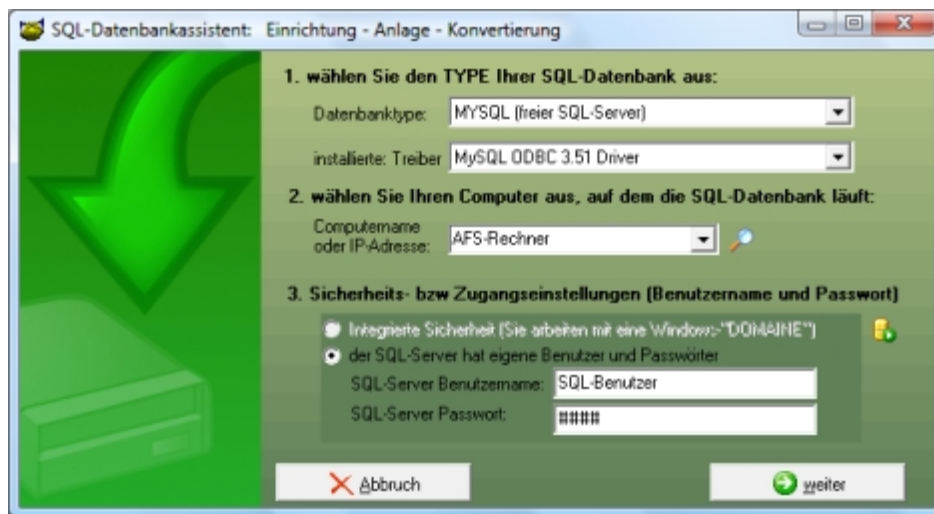 SQL-Datenbankassistent: Einrichtung - Anlage - Konvertierung
1. wählen Sie den TYPE Ihrer SQL-Datenbank aus:
Datenbanktype: MYSQL (freier SQL-Server)
installierte: Treiber MySQL ODBC 3.51 Driver
2. wählen Sie Ihren Computer aus, auf dem die SQL-Datenbank läuft:
Computername
oder IP-Adresse: AFS-Rechner
3. Sicherheits- bzw Zugangseinstellungen (Benutzername und Passwort)
Integrierte Sicherheit (Sie arbeiten mit eine Windows-"DOMAINE")
der SQL-Server hat eigene Benutzer und Passwörter
SQL-Server Benutzername: SQL-Benutzer
SQL-Server Passwort: ####
Abbruch weiter